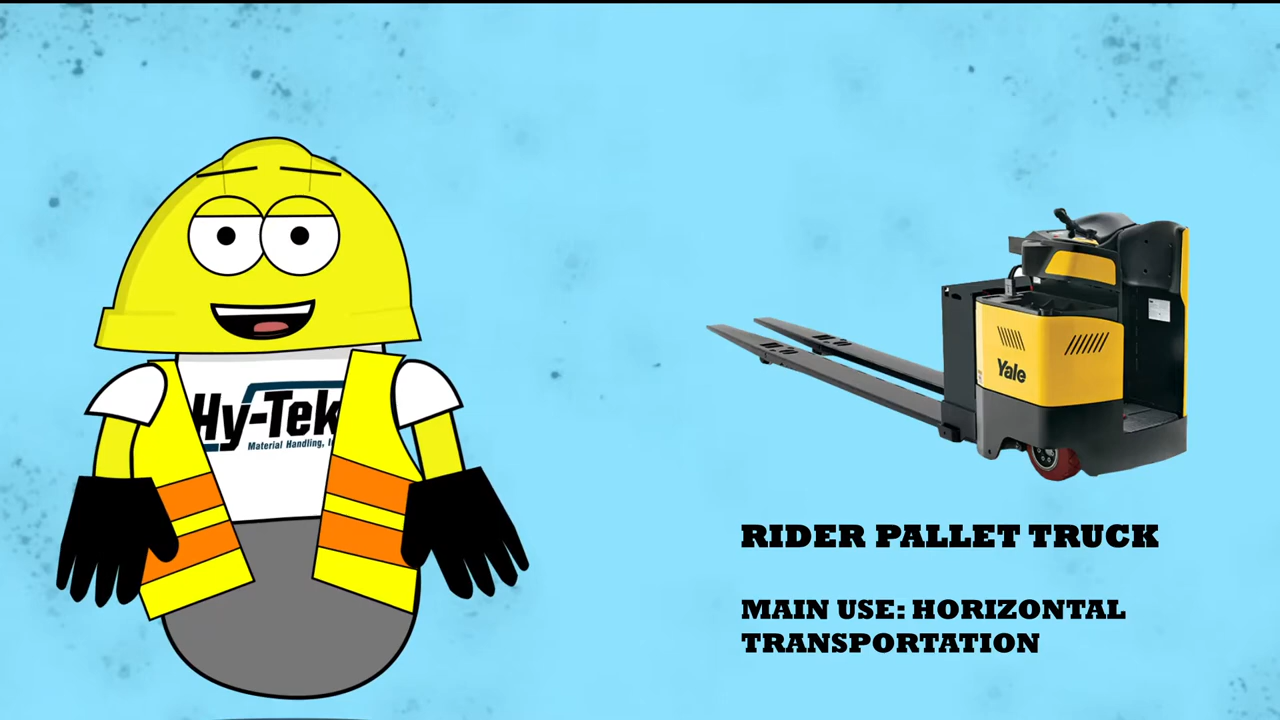 Hy-Tek
Material Handling, I
Yale
RIDER PALLET TRUCK
MAIN USE: HORIZONTAL
TRANSPORTATION